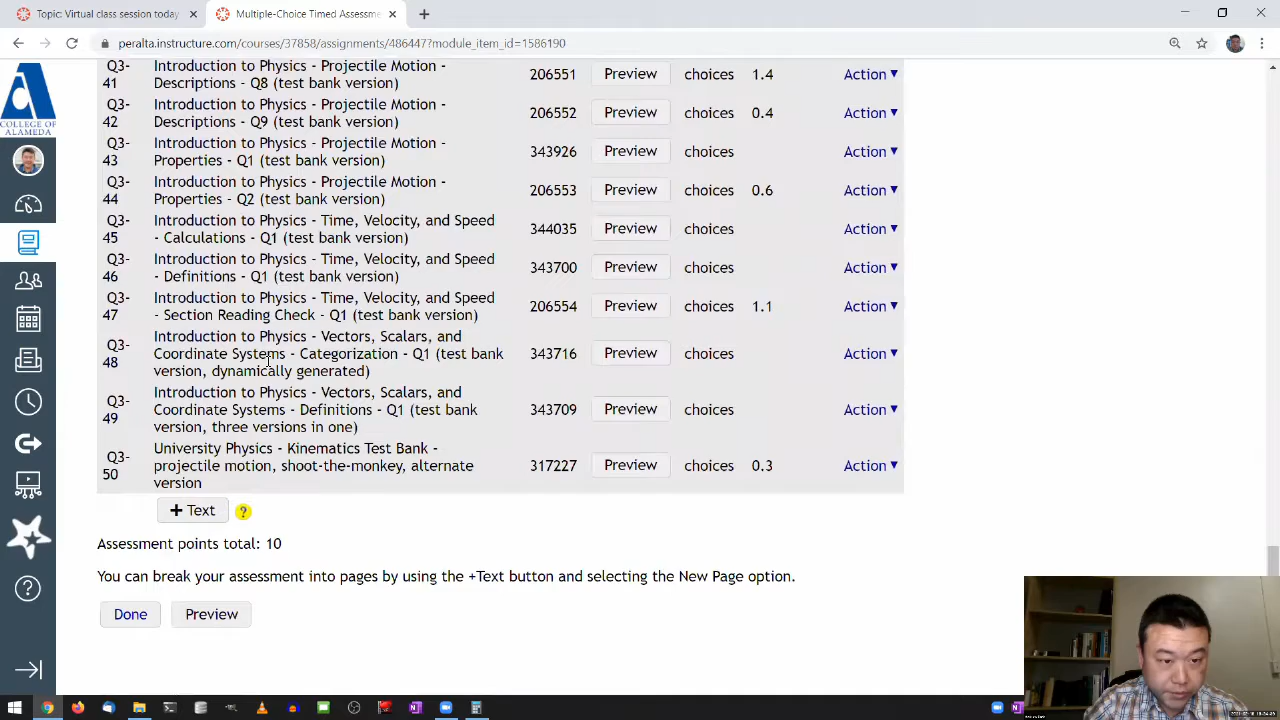 Topic: Virtual class session today
Multiple-Choice Timed Assessme
peralta.instructure.com/courses/37858/assignments/486447?module_item_id=1586190
COLLEGE OF
ALAMEDA
Q3-
41
Introduction to Physics - Projectile Motion -
Descriptions - Q8 (test bank version)
206551
Preview
choices
1.4
Action
Q3-
42
Introduction to Physics - Projectile Motion -
Descriptions - Q9 (test bank version)
206552
Preview
choices
0.4
Action
Q3-
43
Introduction to Physics - Projectile Motion -
Properties - Q1 (test bank version)
343926
Preview
choices
Action
Q3-
44
Introduction to Physics - Projectile Motion -
Properties - Q2 (test bank version)
206553
Preview
choices
0.6
Action
Q3-
45
Introduction to Physics - Time, Velocity, and Speed
- Calculations - Q1 (test bank version)
344035
Preview
choices
Action
Q3-
46
Introduction to Physics - Time, Velocity, and Speed
- Definitions - Q1 (test bank version)
343700
Preview
choices
Action
Q3-
47
Introduction to Physics - Time, Velocity, and Speed
- Section Reading Check - Q1 (test bank version)
206554
Preview
choices
1.1
Action
Q3-
48
Introduction to Physics - Vectors, Scalars, and
Coordinate Systems - Categorization - Q1 (test bank
version, dynamically generated)
343716
Preview
choices
Action
Q3-
49
Introduction to Physics - Vectors, Scalars, and
Coordinate Systems - Definitions - Q1 (test bank
version, three versions in one)
343709
Preview
choices
Action
Q3-
50
University Physics - Kinematics Test Bank -
projectile motion, shoot-the-monkey, alternate
version
317227
Preview
choices
0.3
Action
+ Text
?
Assessment points total: 10
You can break your assessment into pages by using the +Text button and selecting the New Page option.
Done
Preview